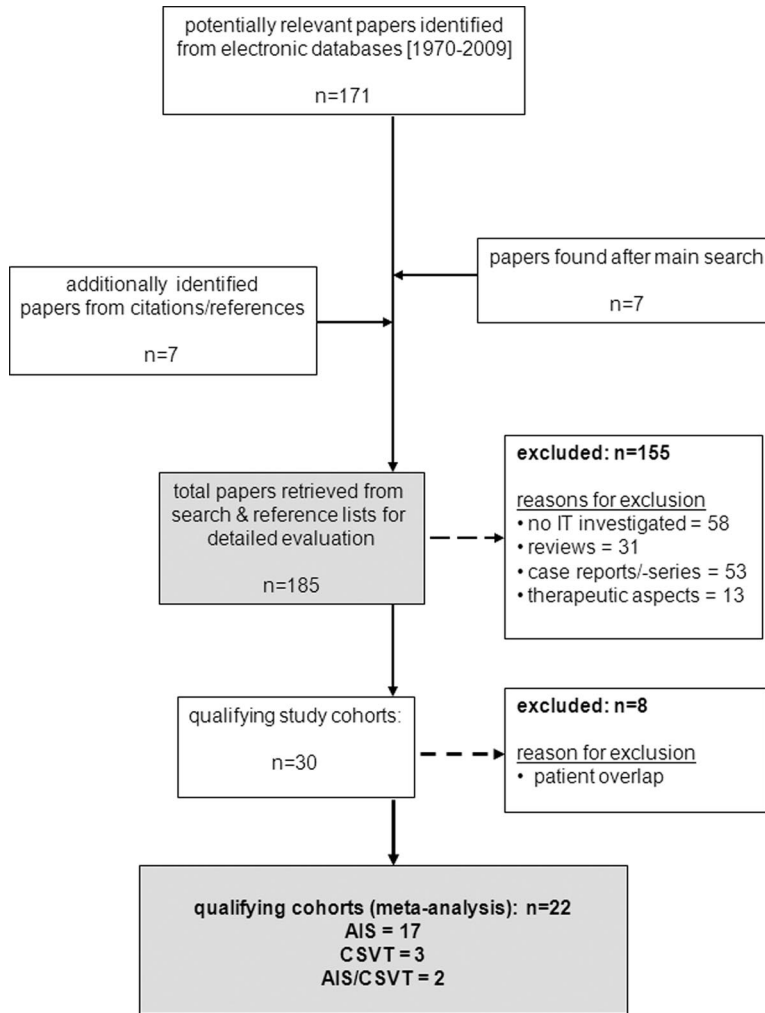 potentially relevant papers identified
from electronic databases [1970-2009]
n=171
papers found after main search
n=7
additionally identified
papers from citations/references
n=7
total papers retrieved from
search & reference lists for
detailed evaluation
n=185
excluded: n=155
reasons for exclusion
• no IT investigated = 58
• reviews = 31
• case reports/-series = 53
• therapeutic aspects = 13
qualifying study cohorts:
n=30
excluded: n=8
reason for exclusion
• patient overlap
qualifying cohorts (meta-analysis): n=22
AIS = 17
CSVT = 3
AIS/CSVT = 2